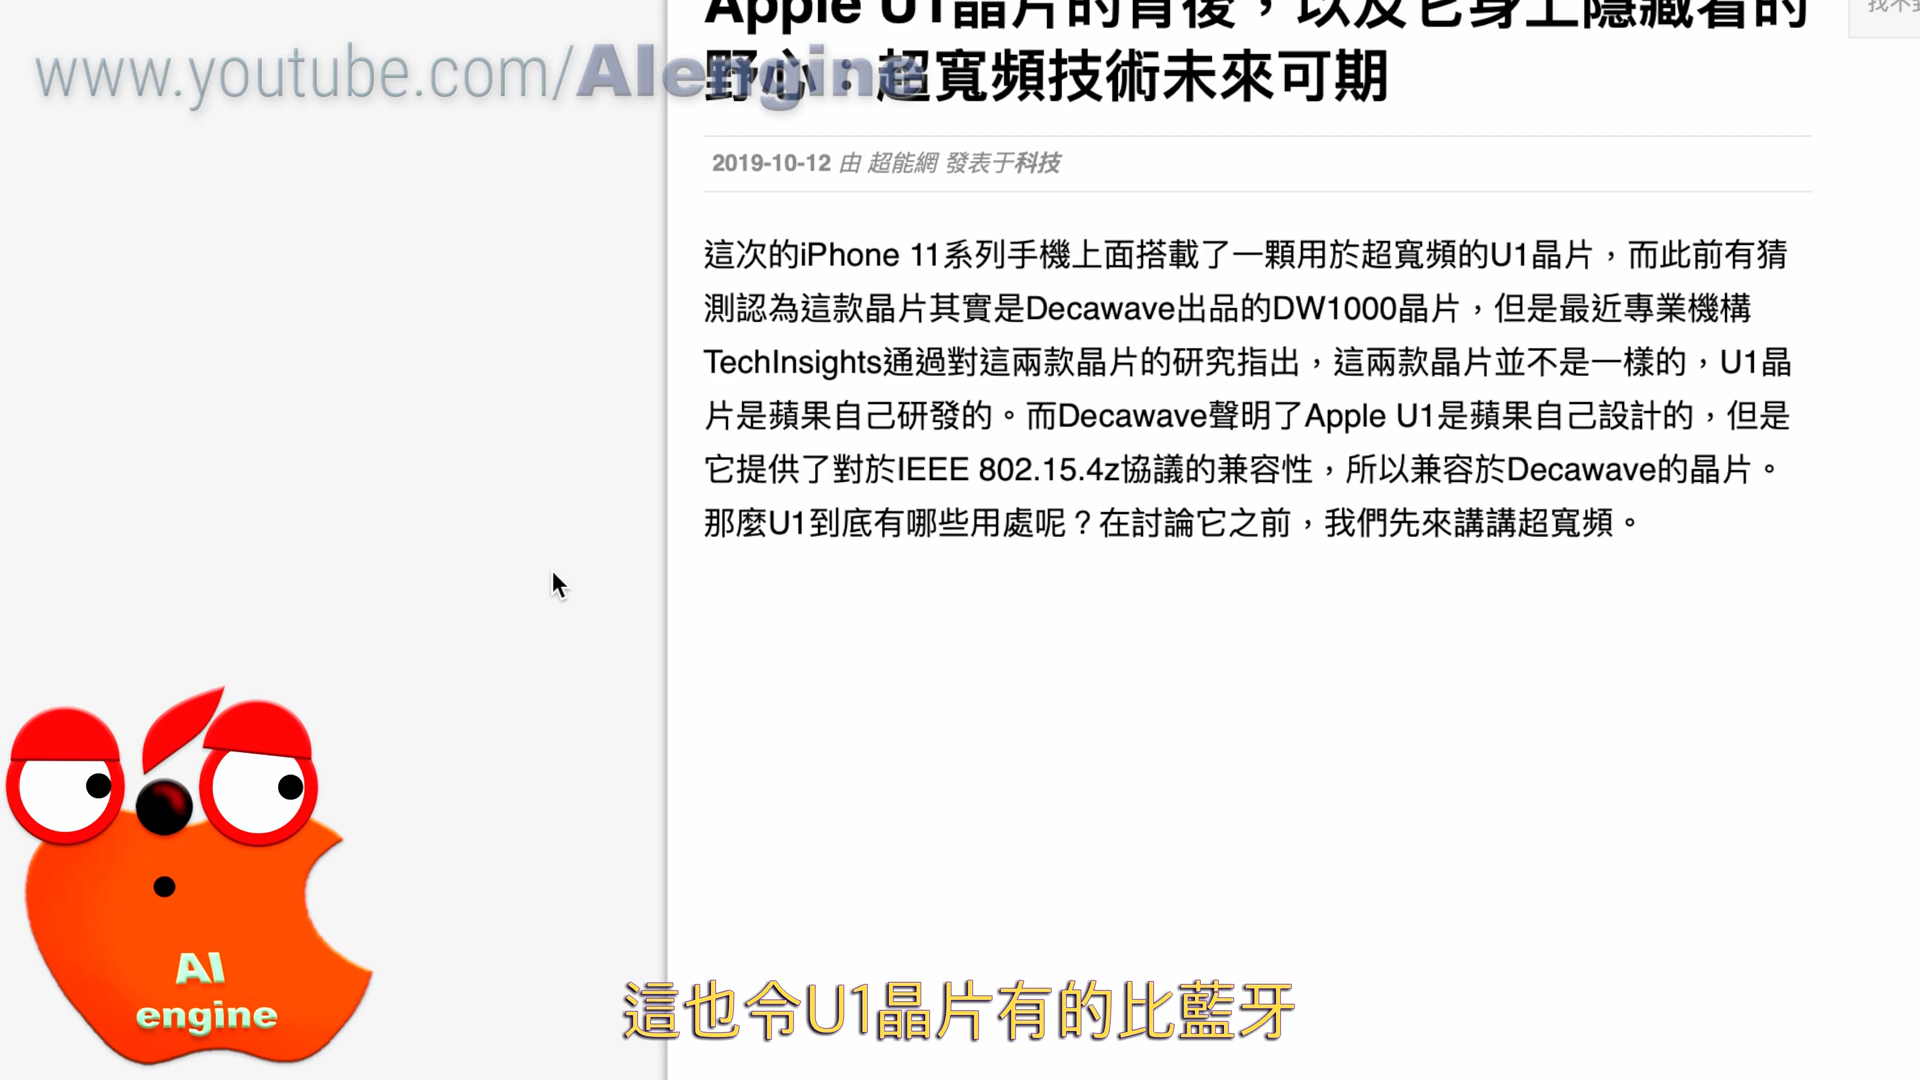 Apple U1晶片的背後，以及它身上隱藏着的
野心：超寬頻技術未來可期
www.youtube.com/AIengine
2019-10-12 由 超能網 發表于科技
這次的iPhone 11系列手機上面搭載了一顆用於超寬頻的U1晶片，而此前有猜
測認為這款晶片其實是Decawave出品的DW1000晶片，但是最近專業機構
TechInsights通過對這兩款晶片的研究指出，這兩款晶片並不是一樣的，U1晶
片是蘋果自己研發的。而Decawave聲明了Apple U1是蘋果自己設計的，但是
它提供了對於IEEE 802.15.4z協議的兼容性，所以兼容於Decawave的晶片。
那麼U1到底有哪些用處呢？在討論它之前，我們先來講講超寬頻。
AI
engine
這也令U1晶片有的比藍牙